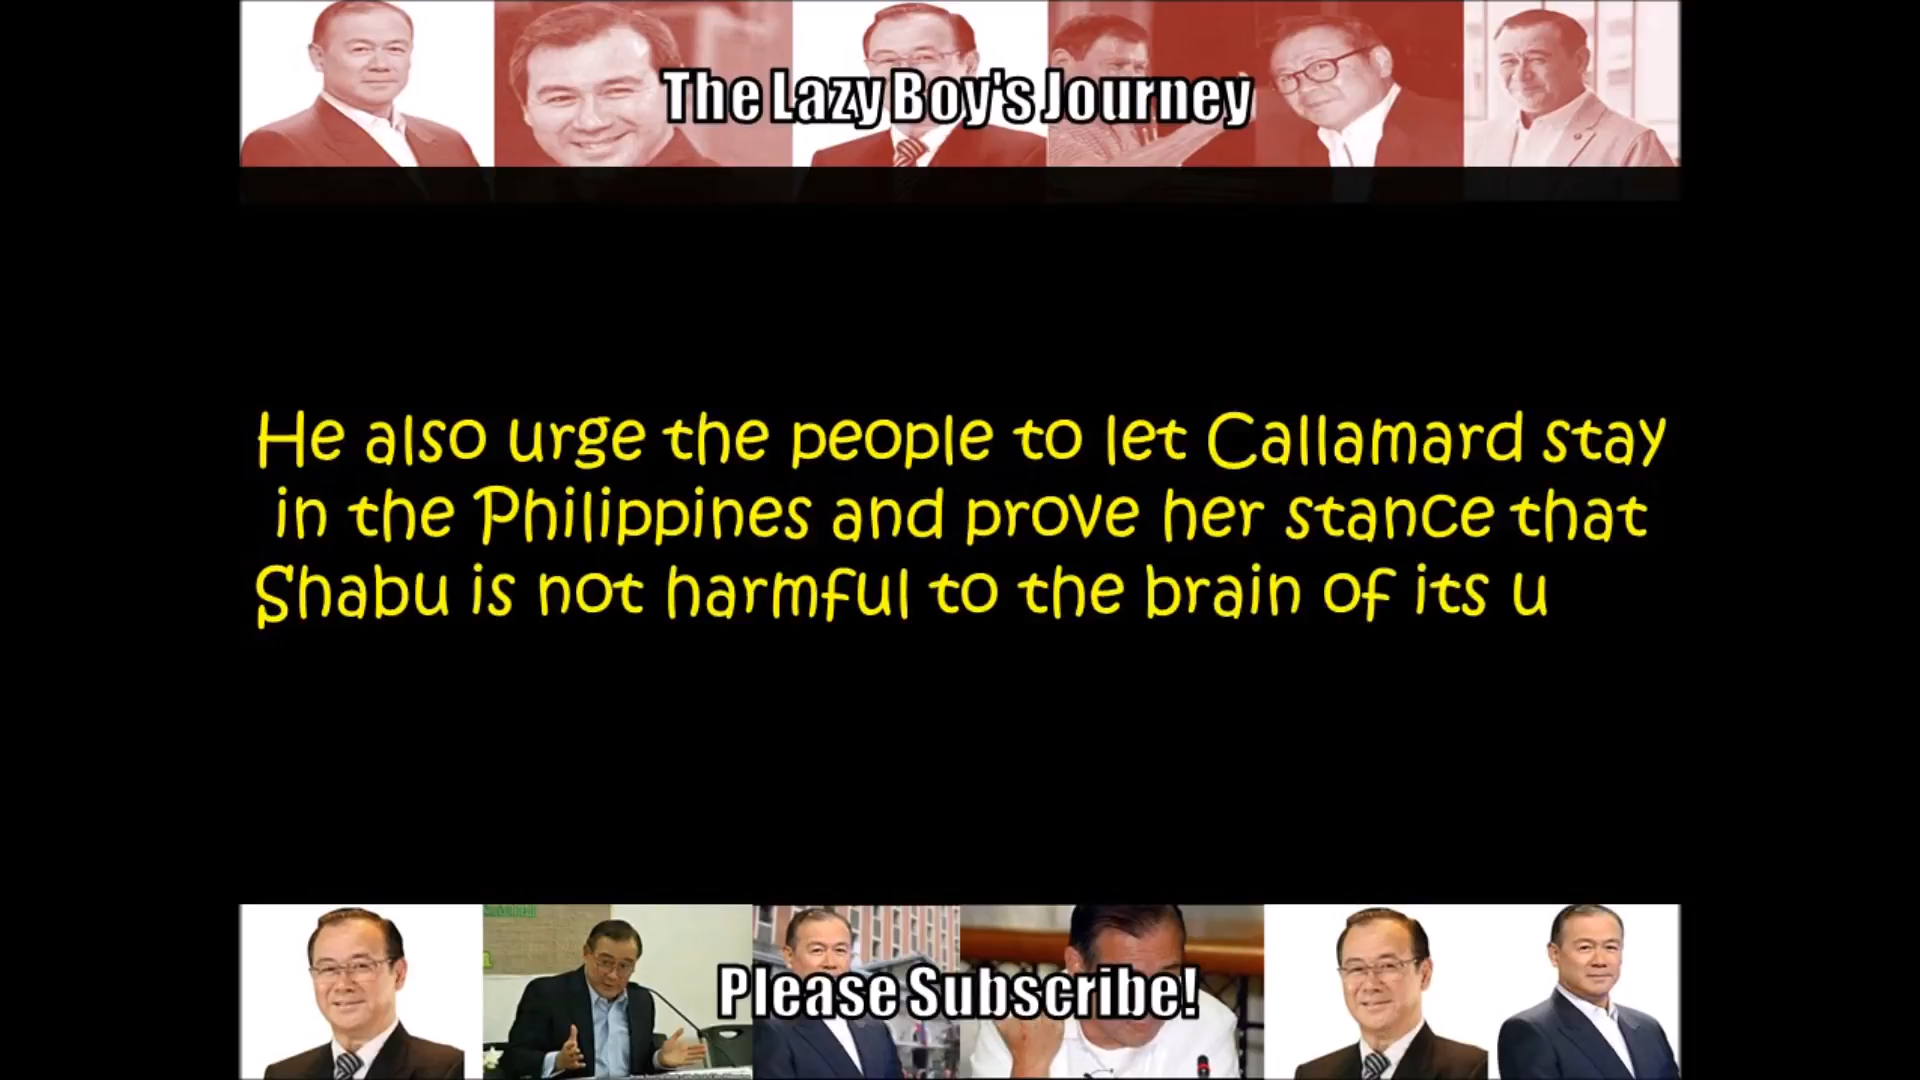 The Lazy Boy's Journey
He also urge the people to let Callamard stay
in the Philippines and prove her stance that
Shabu is not harmful to the brain of its u
Please Subscribe!